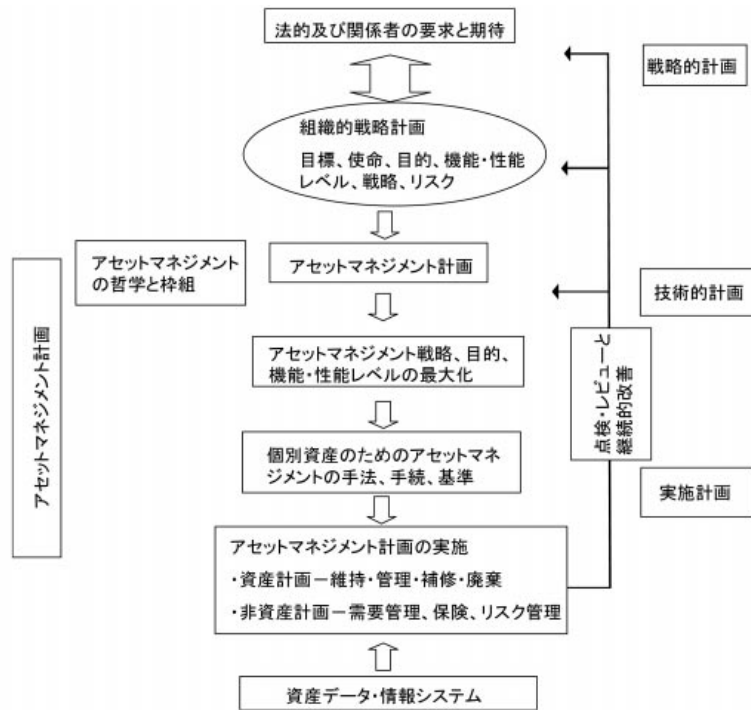 法的及び関係者の要求と期待
戦略的計画
組織的戦略計画
目標、使命、目的、機能・性能
レベル、戦略、リスク
アセットマネジメント
の哲学と枠組
アセットマネジメント計画
技術的計画
アセットマネジメント計画
アセットマネジメント戦略、目的、
機能・性能レベルの最大化
点検・レビューと
継続的改善
個別資産のためのアセットマネ
ジメントの手法、手続、基準
実施計画
アセットマネジメント計画の実施
・資産計画－維持・管理・補修・廃棄
・非資産計画－需要管理、保険、リスク管理
資産データ・情報システム